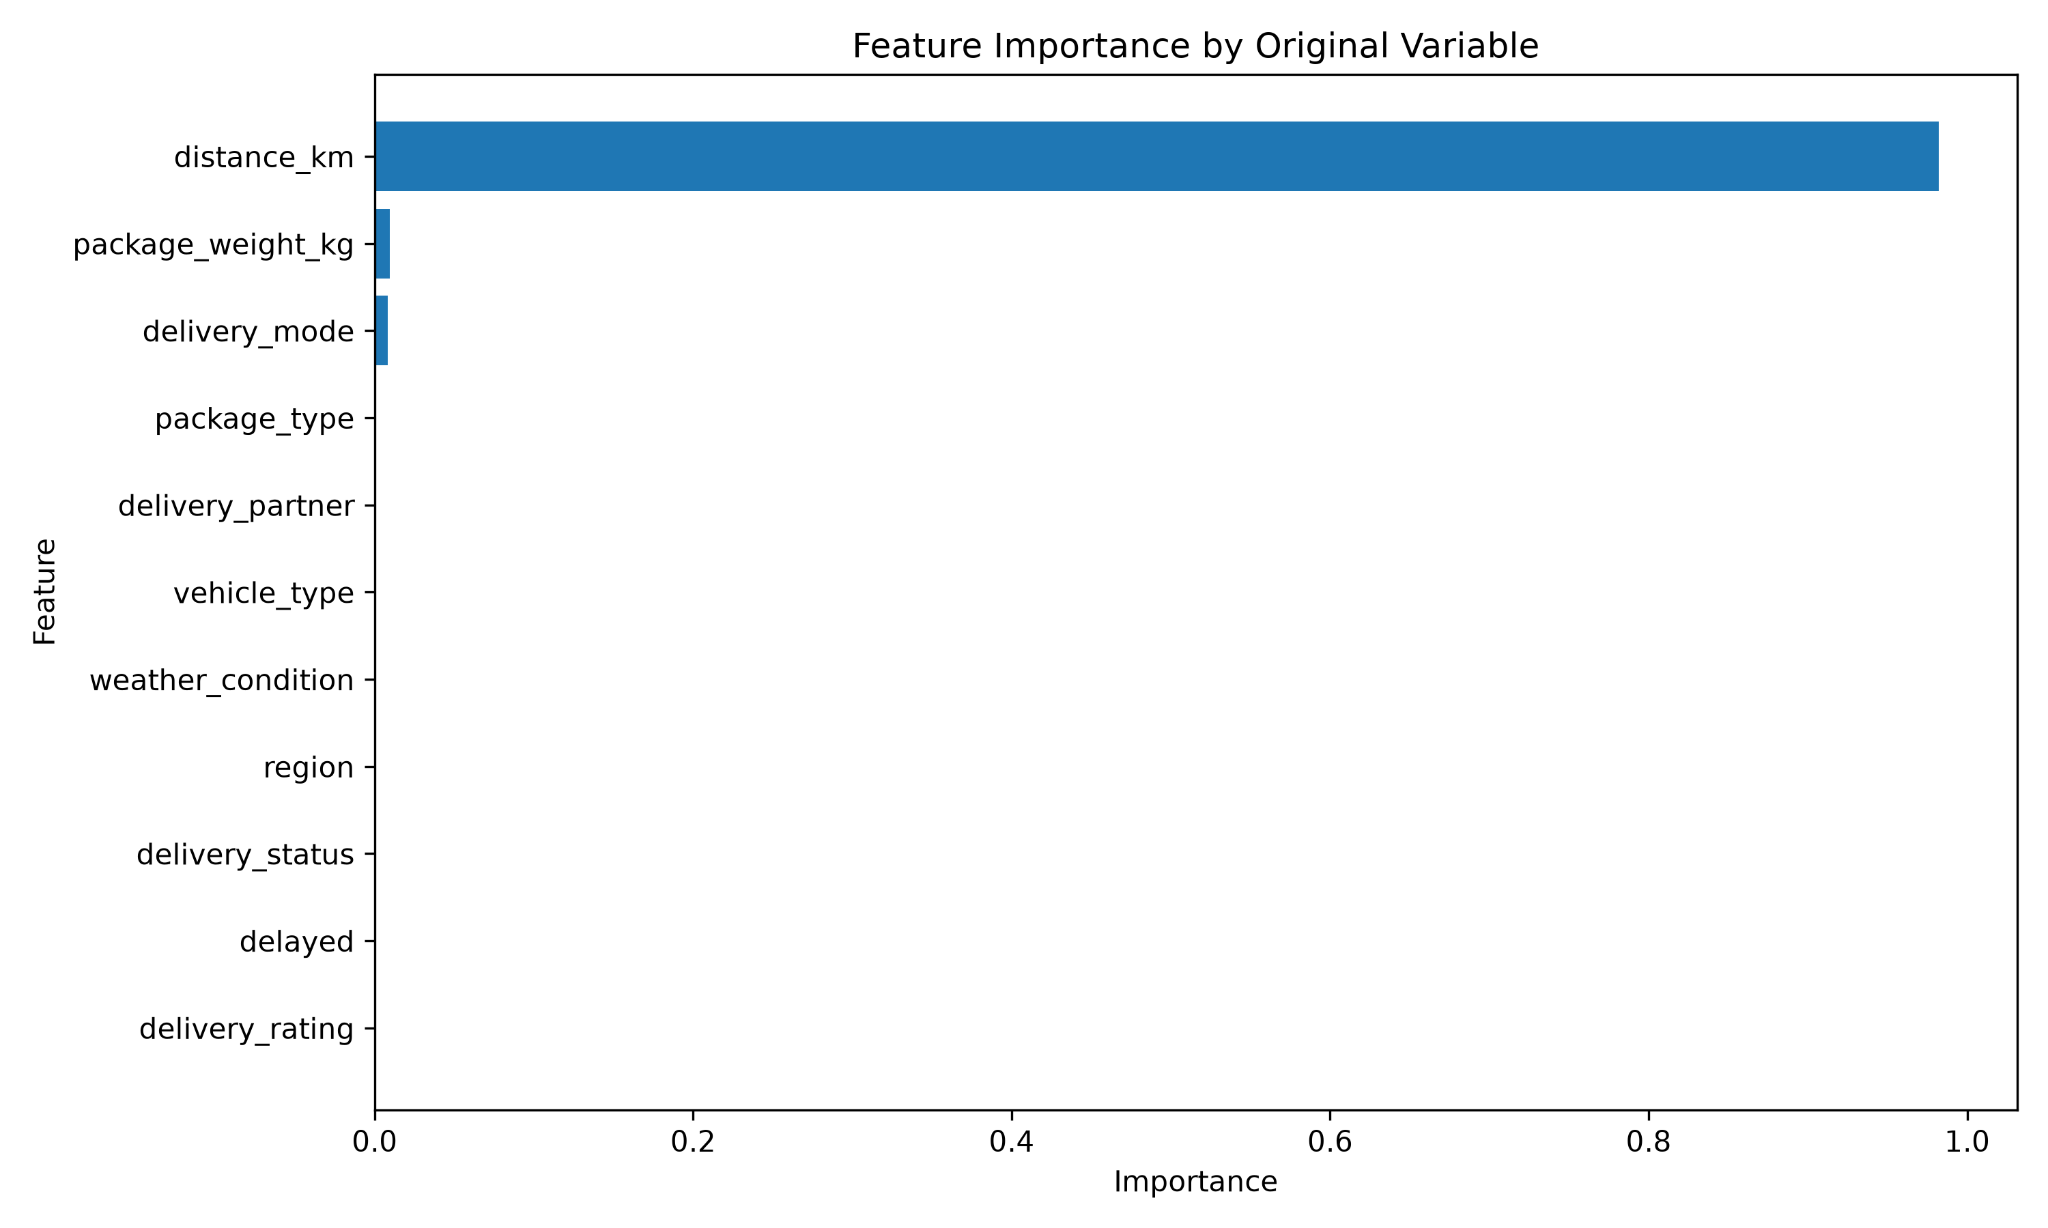 Feature Importance by Original Variable
distance_km
package_weight_kg
delivery_mode
package_type
delivery_partner
vehicle_type
weather_condition
region
delivery_status
delayed
delivery_rating
Feature
0.0 0.2 0.4 0.6 0.8 1.0
Importance